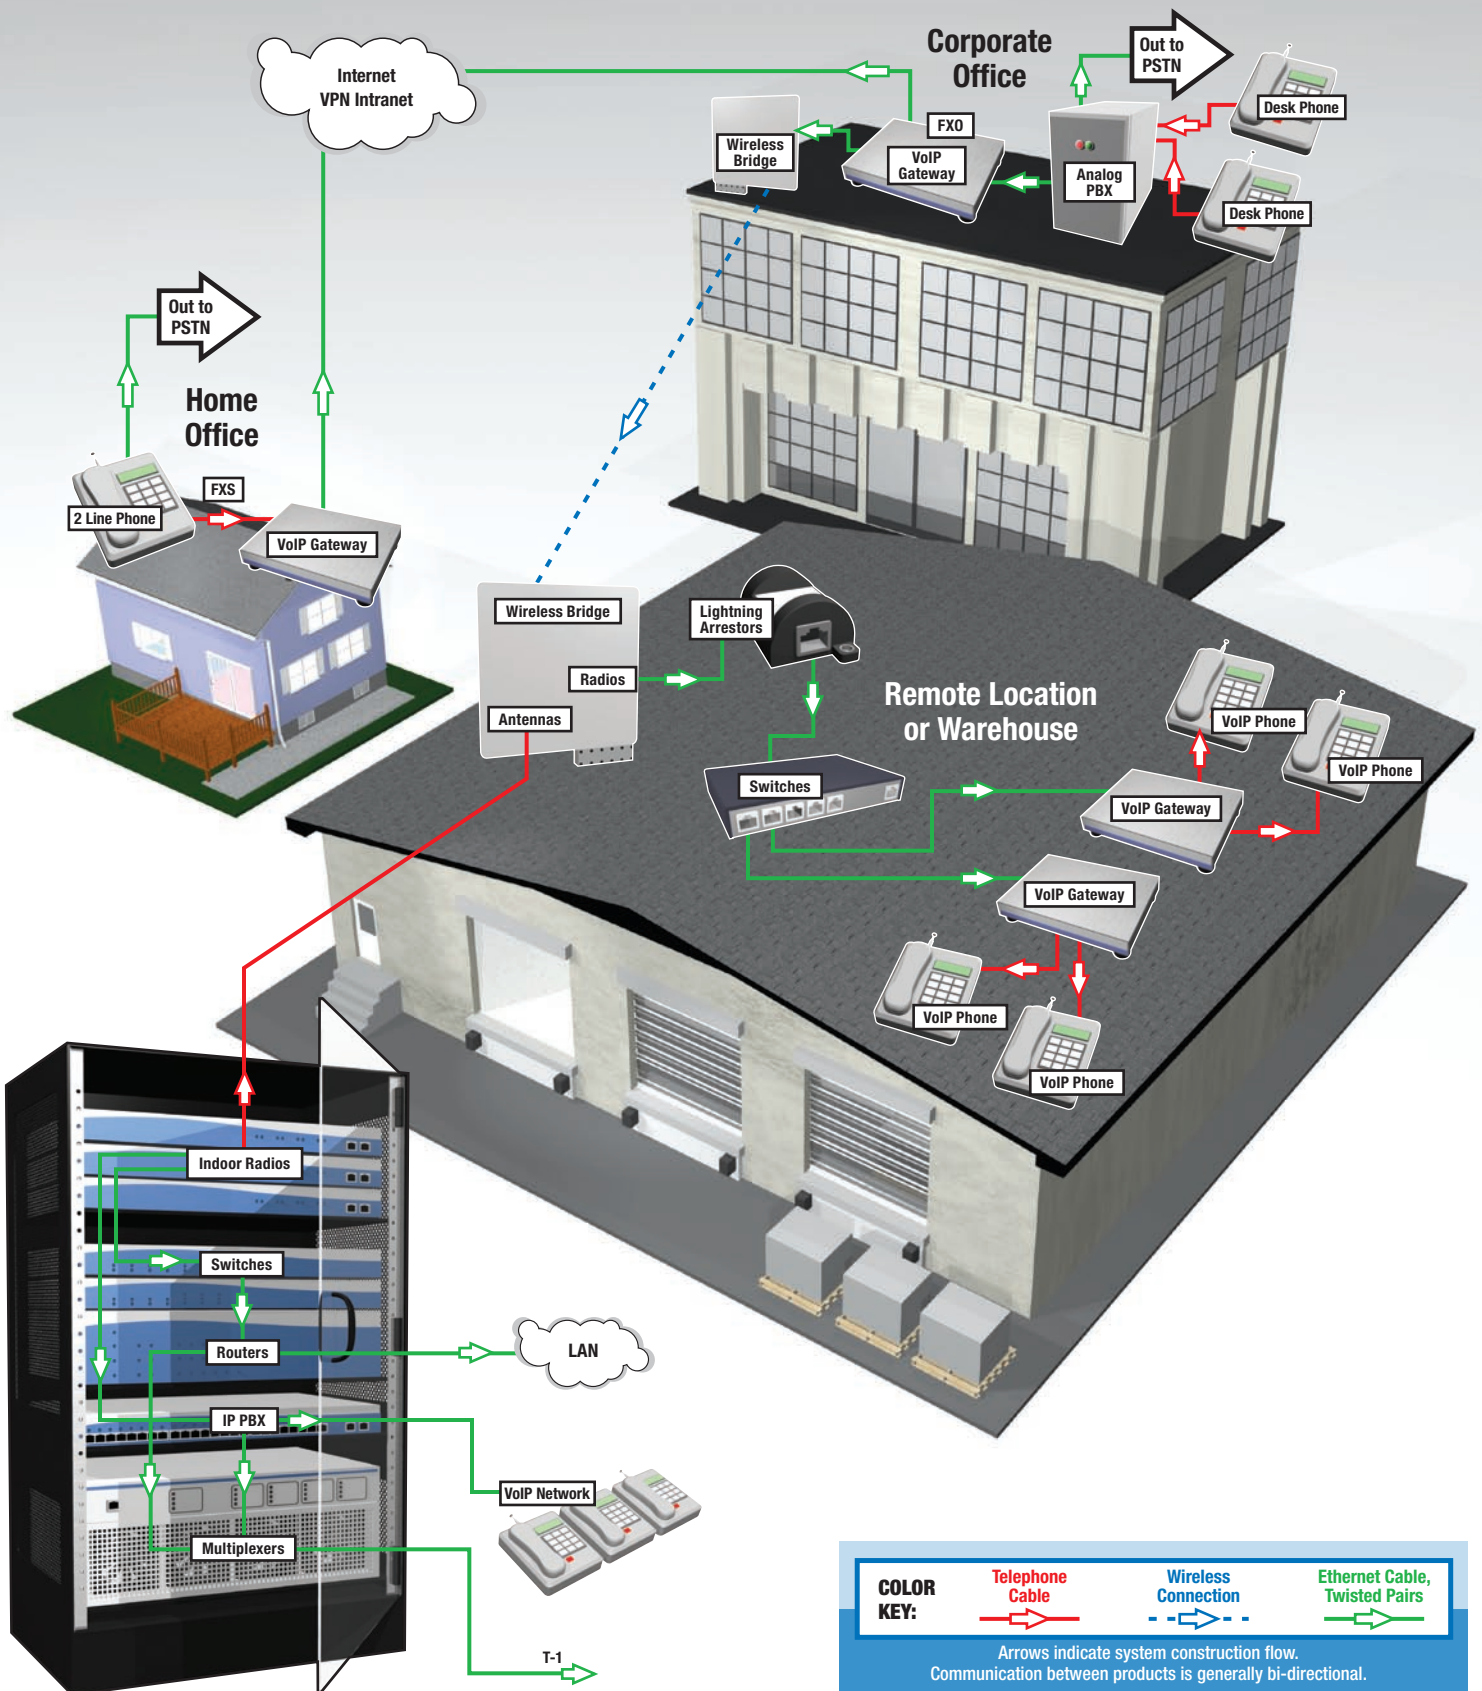 Internet
VPN Intranet
Corporate
Office
Out to
PSTN
Desk Phone
FXO
Wireless
Bridge
VoIP
Gateway
Analog
PBX
Desk Phone
Out to
PSTN
Home
Office
FXS
2 Line Phone
VoIP Gateway
Wireless Bridge
Lightning
Arrestors
Radios
Antennas
Remote Location
or Warehouse
VoIP Phone
VoIP Phone
Switches
VoIP Gateway
VoIP Gateway
VoIP Phone
VoIP Phone
Indoor Radios
Switches
Routers
LAN
IP PBX
VoIP Network
Multiplexers
T-1
COLOR
KEY:
Telephone
Cable
Wireless
Connection
Ethernet Cable,
Twisted Pairs
Arrows indicate system construction flow.
Communication between products is generally bi-directional.